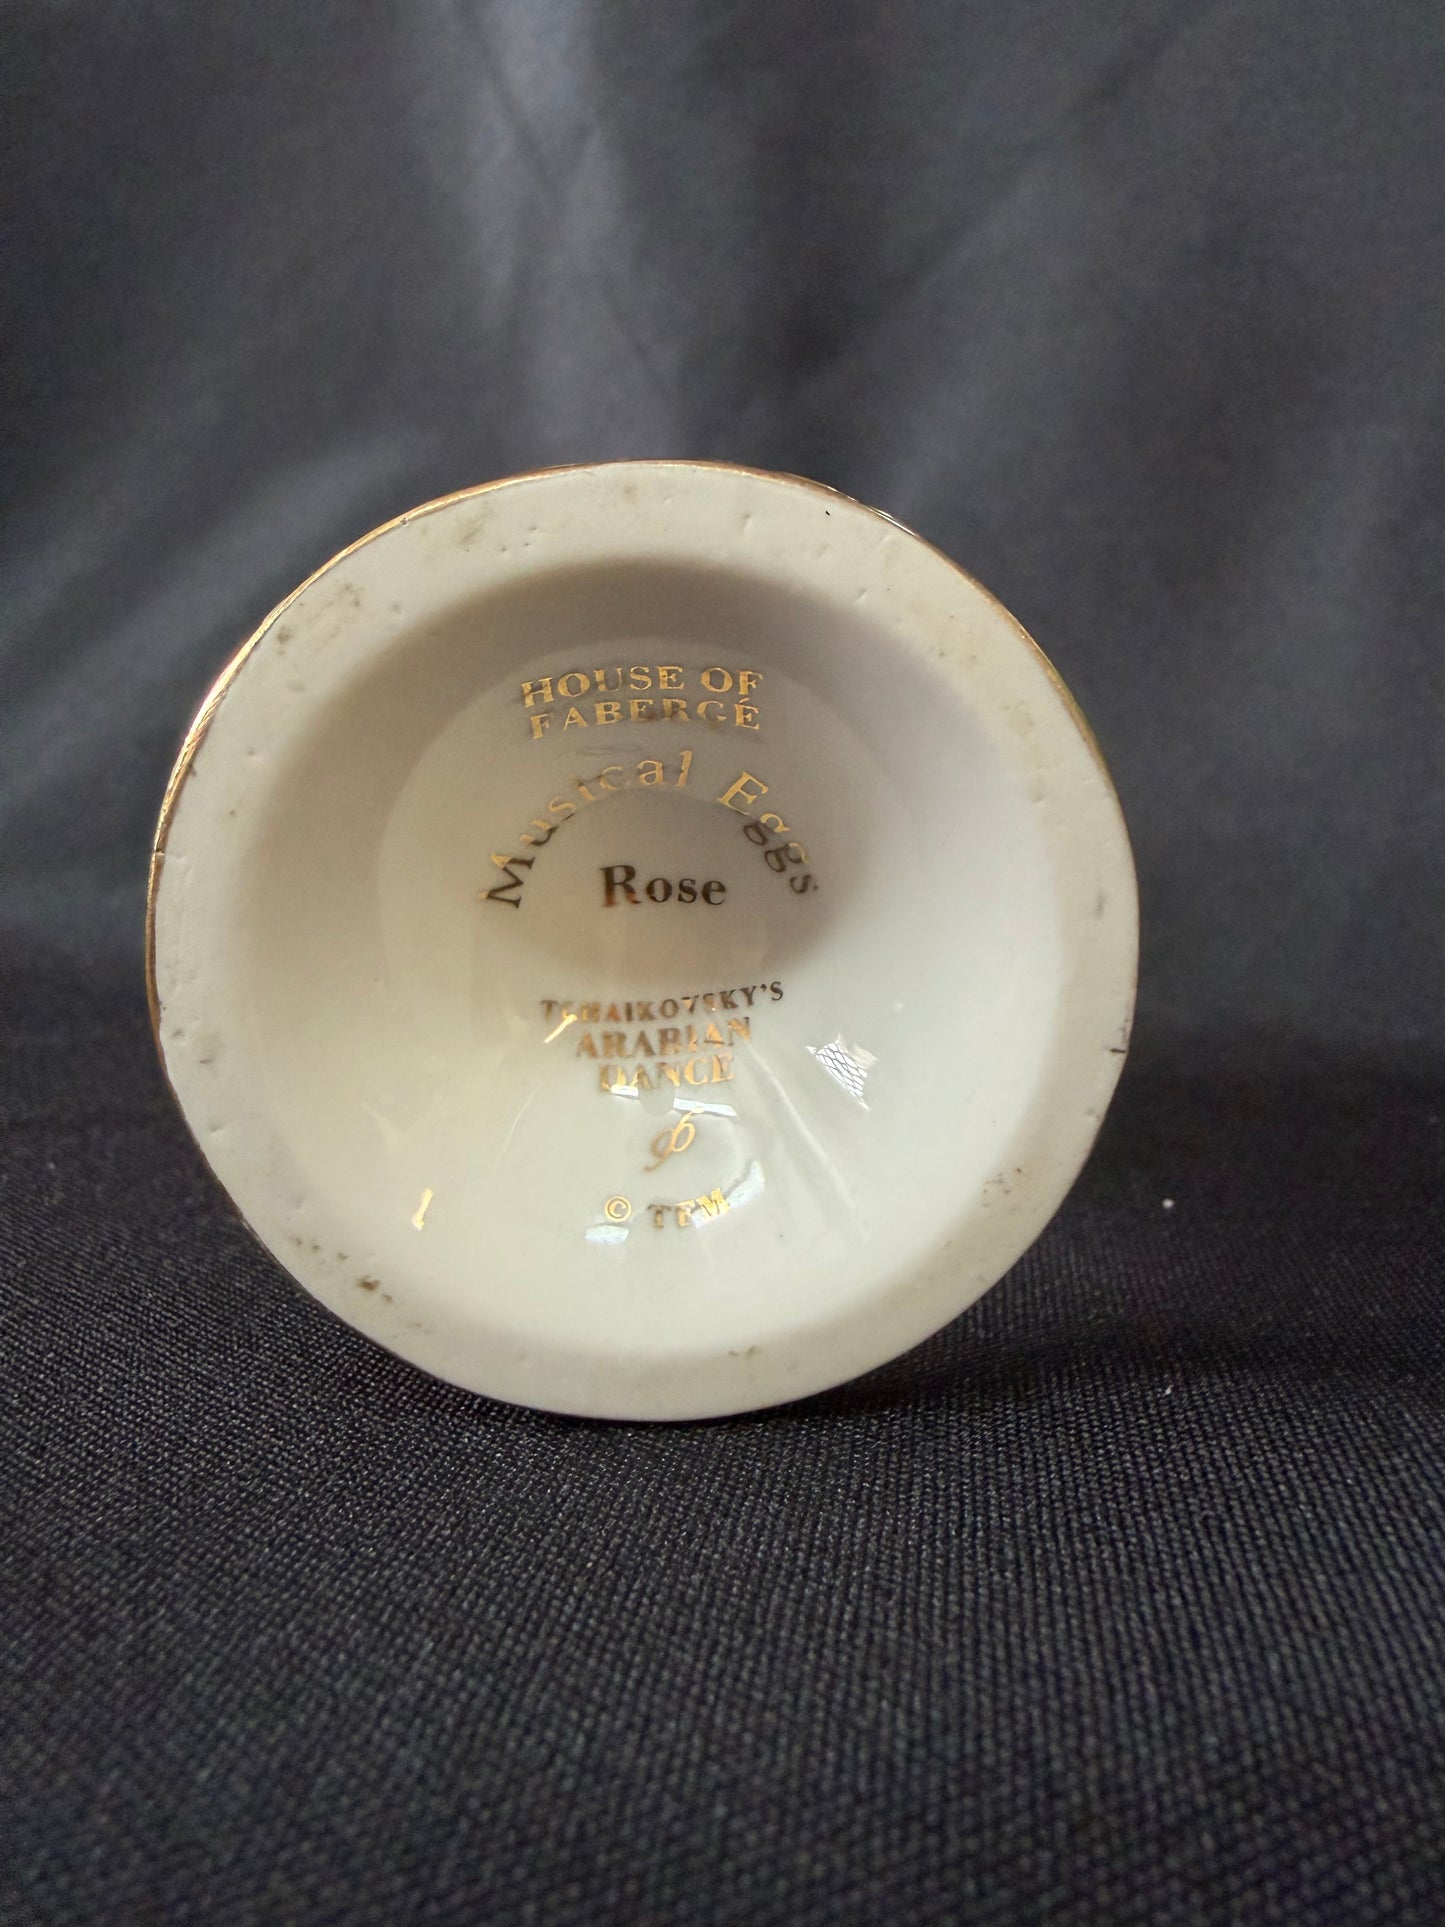 HOUSE OF
FABERGÉ
Musical Eggs
Rose
TCHAIKOVSKY'S
ARABIAN
DANCE
© TFM